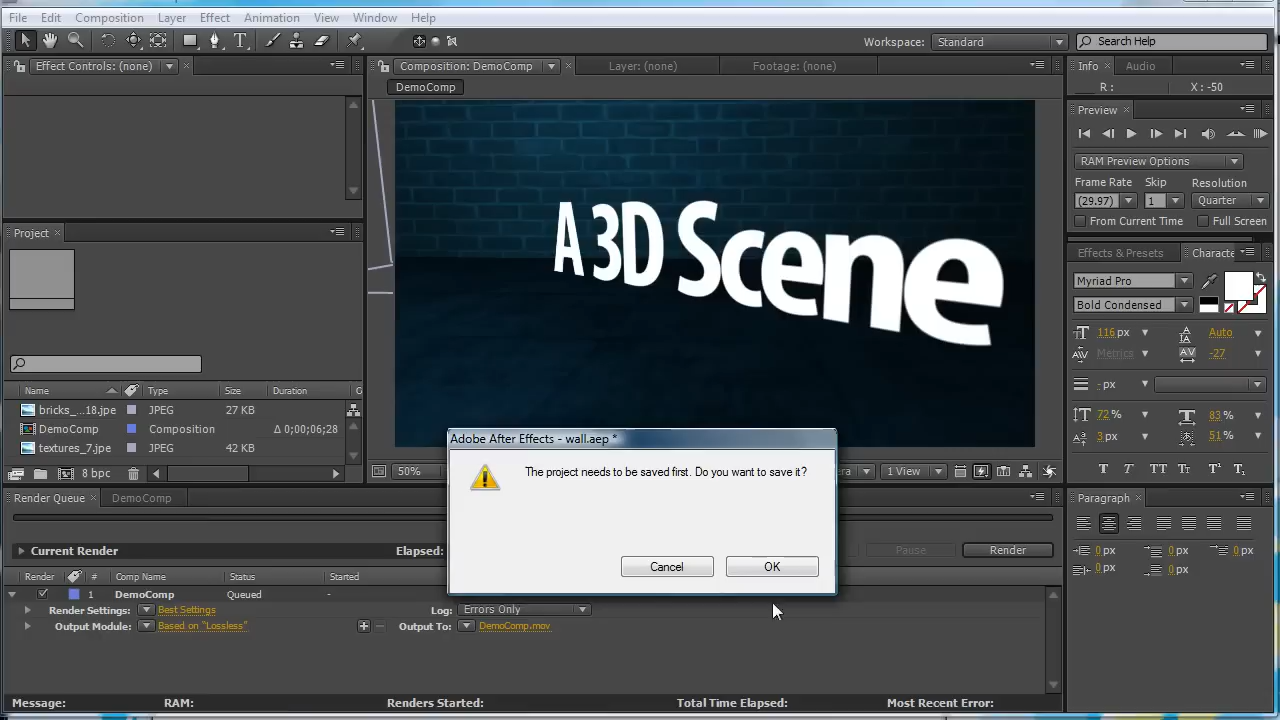 File Edit Composition Layer Effect Animation View Window Help
Workspace: Standard Search Help
Effect Controls: (none)
Composition: DemoComp Layer: (none) Footage: (none)
Info Audio
DemoComp
R : X : -50
Preview
RAM Preview Options
Frame Rate Skip Resolution
(29.97) 1 Quarter
From Current Time Full Screen
A 3D Scene
Project
Effects & Presets Characte
Myriad Pro
Bold Condensed
116 px Auto
Metrics -27
- px
72 % 83 %
3 px 51 %
T T TT Tr T¹ T₁
Name Type Size Duration
bricks_...18.jpe JPEG 27 KB
DemoComp Composition Δ 0;00;06;28
textures_7.jpe JPEG 42 KB
8 bpc
50% era 1 View
Adobe After Effects - wall.aep *
The project needs to be saved first. Do you want to save it?
Cancel OK
Render Queue DemoComp
Paragraph
0 px 0 px 0 px
0 px 0 px
Current Render Elapsed: Pause Render
Render # Comp Name Status Started
1 DemoComp Queued -
Render Settings: Best Settings Log: Errors Only
Output Module: Based on "Lossless" Output To: DemoComp.mov
Message: RAM: Renders Started: Total Time Elapsed: Most Recent Error: